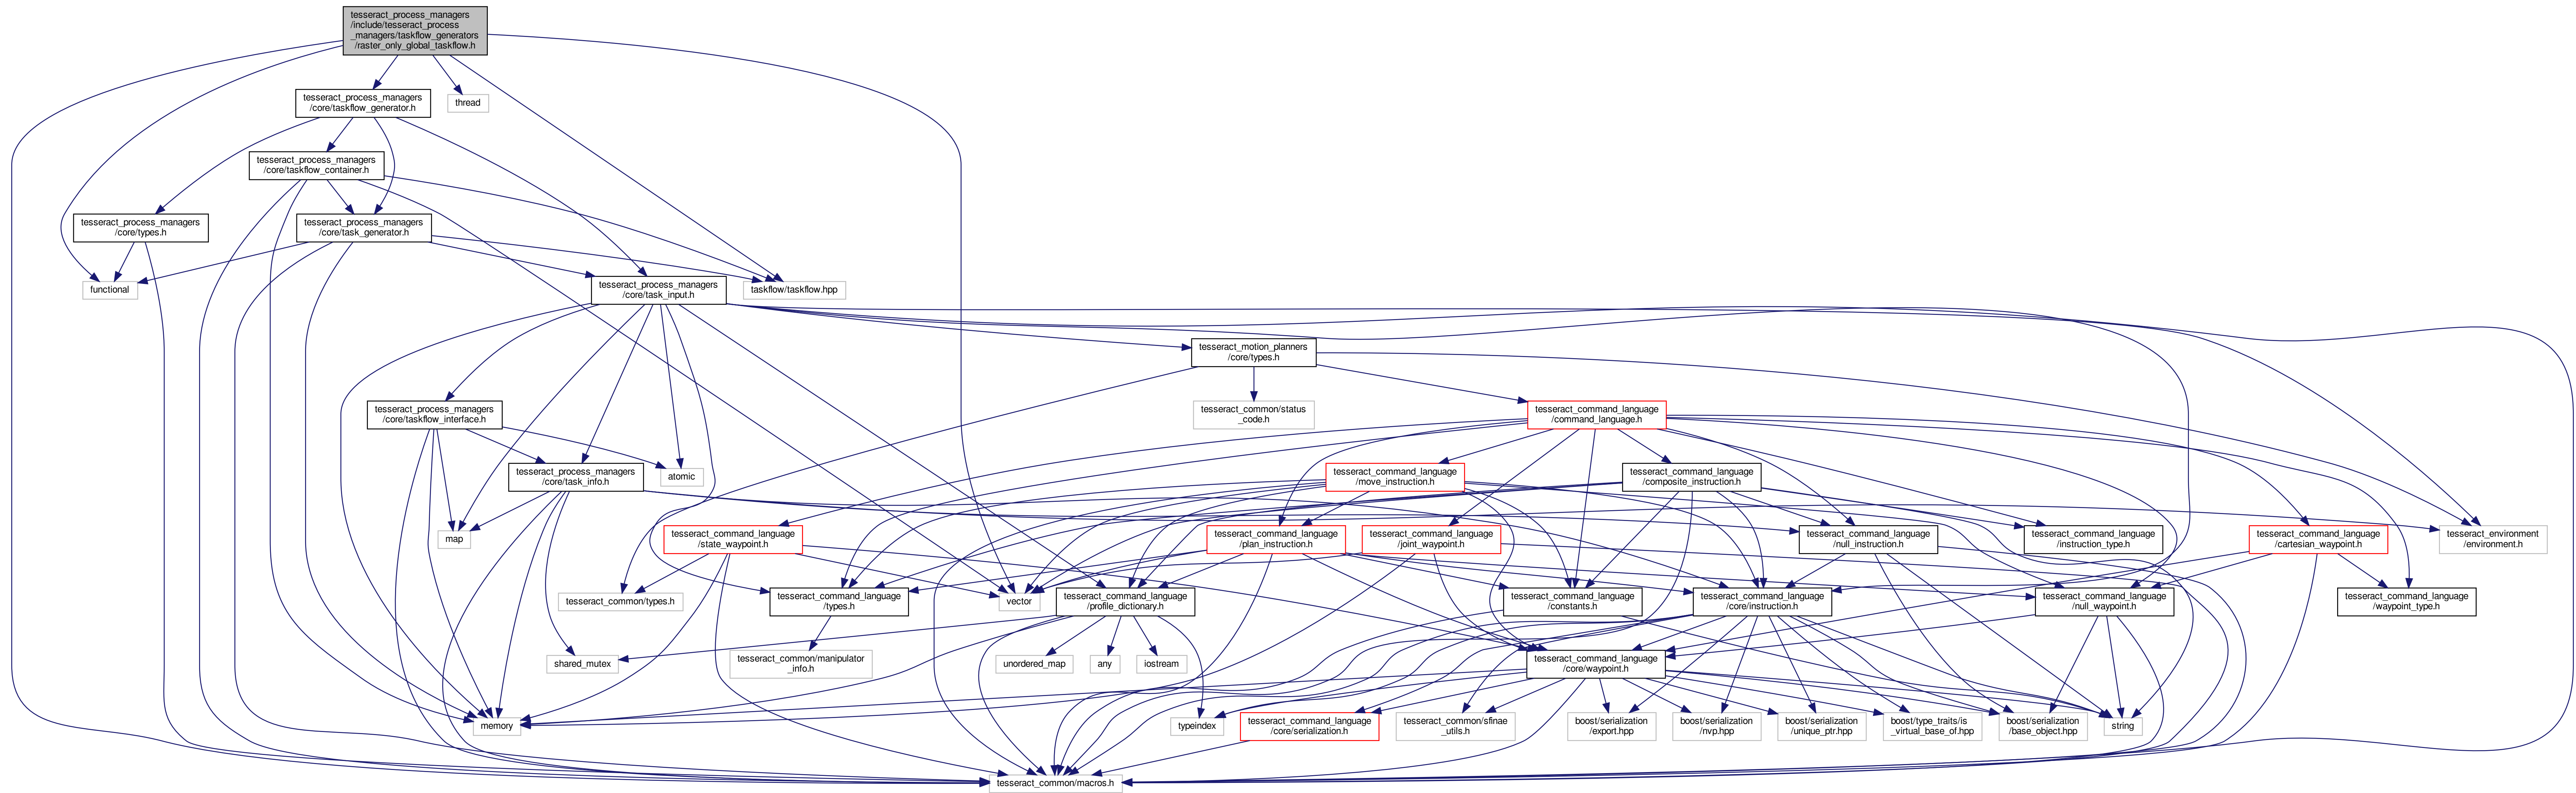 tesseract_process_managers
/include/tesseract_process
_managers/taskflow_generators
/raster_only_global_taskflow.h
tesseract_process_managers
/core/taskflow_generator.h
thread
tesseract_process_managers
/core/taskflow_container.h
tesseract_process_managers
/core/types.h
tesseract_process_managers
/core/task_generator.h
functional
tesseract_process_managers
/core/task_input.h
taskflow/taskflow.hpp
tesseract_motion_planners
/core/types.h
tesseract_process_managers
/core/taskflow_interface.h
tesseract_common/status
_code.h
tesseract_command_language
/command_language.h
tesseract_process_managers
/core/task_info.h
atomic
tesseract_command_language
/move_instruction.h
tesseract_command_language
/composite_instruction.h
map
tesseract_command_language
/state_waypoint.h
tesseract_command_language
/plan_instruction.h
tesseract_command_language
/joint_waypoint.h
tesseract_environment
/environment.h
tesseract_command_language
/null_instruction.h
tesseract_command_language
/instruction_type.h
tesseract_command_language
/cartesian_waypoint.h
tesseract_common/types.h
tesseract_command_language
/types.h
vector
tesseract_command_language
/profile_dictionary.h
tesseract_command_language
/constants.h
tesseract_command_language
/core/instruction.h
tesseract_command_language
/null_waypoint.h
tesseract_command_language
/waypoint_type.h
shared_mutex
tesseract_common/manipulator
_info.h
unordered_map
any
iostream
tesseract_command_language
/core/waypoint.h
memory
typeindex
tesseract_command_language
/core/serialization.h
tesseract_common/sfinae
_utils.h
boost/serialization
/export.hpp
boost/serialization
/nvp.hpp
boost/serialization
/unique_ptr.hpp
boost/type_traits/is
_virtual_base_of.hpp
boost/serialization
/base_object.hpp
string
tesseract_common/macros.h